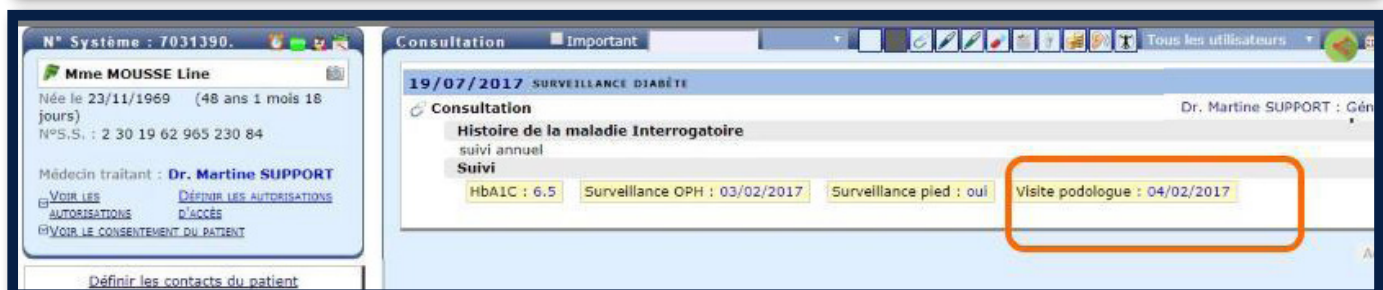 N° Système : 7031390.
Mme MOUSSE Line
Née le 23/11/1969 (48 ans 1 mois 18
jours)
N°S.S. : 2 30 19 62 965 230 84
Médecin traitant : Dr. Martine SUPPORT
VOIR LES AUTORISATIONS
DÉFINIR LES AUTORISATIONS D'ACCÈS
VOIR LE CONSENTEMENT DU PATIENT
Définir les contacts du patient
Consultation Important Tous les utilisateurs
19/07/2017 SURVEILLANCE DIABÈTE
Consultation Dr. Martine SUPPORT : Gén
Histoire de la maladie Interrogatoire
suivi annuel
Suivi
HbA1C : 6.5 Surveillance OPH : 03/02/2017 Surveillance pied : oui Visite podologue : 04/02/2017